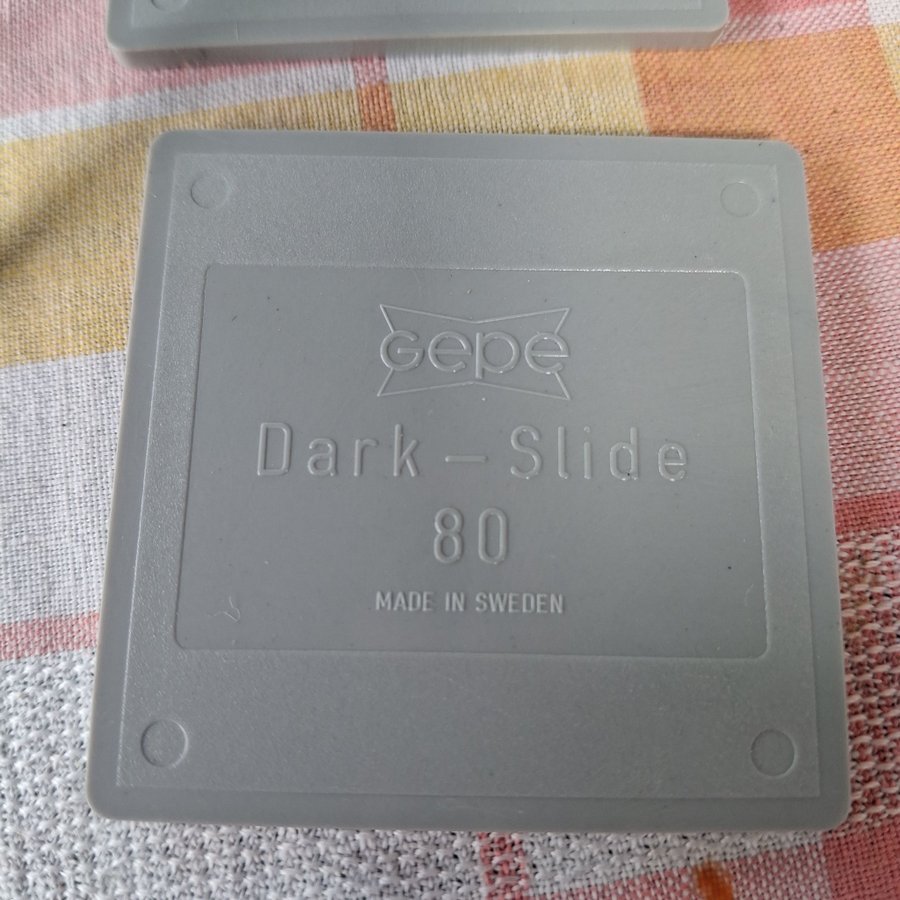 Gepe
Dark - Slide
80
MADE IN SWEDEN